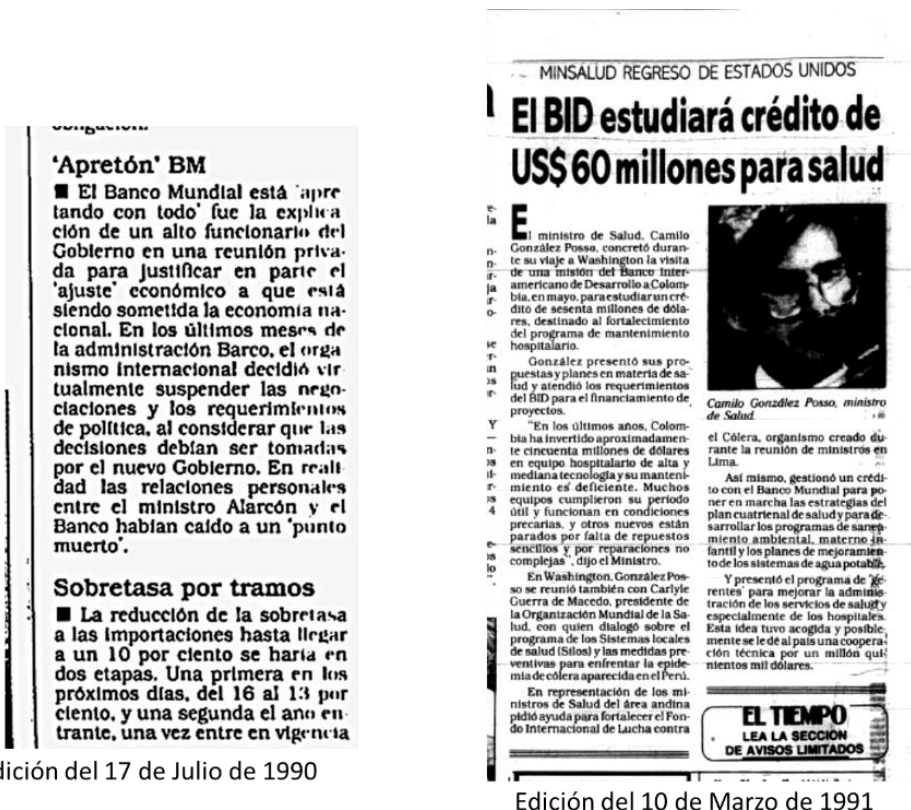 'Apretón' BM
■ El Banco Mundial está 'apre
tando con todo' fue la explica
ción de un alto funcionario del
Gobierno en una reunión priva-
da para justificar en parte el
'ajuste' económico a que está
siendo sometida la economía na-
cional. En los últimos meses de
la administración Barco, el orga
nismo internacional decidió vir
tualmente suspender las nego-
ciaciones y los requerimientos
de política, al considerar que las
decisiones debían ser tomadas
por el nuevo Gobierno. En reali
dad las relaciones personales
entre el ministro Alarcón y el
Banco habían caído a un 'punto
muerto'.
Sobretasa por tramos
■ La reducción de la sobretasa
a las importaciones hasta llegar
a un 10 por ciento se haría en
dos etapas. Una primera en los
próximos días, del 16 al 13 por
ciento, y una segunda el año en-
trante, una vez entre en vigencia
dición del 17 de Julio de 1990
MINSALUD REGRESO DE ESTADOS UNIDOS
El BID estudiará crédito de
US$ 60 millones para salud
El ministro de Salud, Camilo
González Posso, concretó duran-
te su viaje a Washington la visita
de una misión del Banco Inter-
americano de Desarrollo a Colom-
bia, en mayo, para estudiar un cré-
dito de sesenta millones de dóla-
res, destinado al fortalecimiento
del programa de mantenimiento
hospitalario.
González presentó sus pro-
puestas y planes en materia de sa-
lud y atendió los requerimientos
del BID para el financiamiento de
proyectos.
"En los últimos años, Colom-
bia ha invertido aproximadamen-
te cincuenta millones de dólares
en equipo hospitalario de alta y
mediana tecnología y su manteni-
miento es deficiente. Muchos
equipos cumplieron su período
útil y funcionan en condiciones
precarias, y otros nuevos están
parados por falta de repuestos
sencillos y por reparaciones no
complejas", dijo el Ministro.
En Washington, González Pos-
so se reunió también con Carlyle
Guerra de Macedo, presidente de
la Organización Mundial de la Sa-
lud, con quien dialogó sobre el
programa de los Sistemas locales
de salud (Silos) y las medidas pre-
ventivas para enfrentar la epide-
mia de cólera aparecida en el Perú.
En representación de los mi-
nistros de Salud del área andina
pidió ayuda para fortalecer el Fon-
do Internacional de Lucha contra
Camilo González Posso, ministro
de Salud.
el Cólera, organismo creado du-
rante la reunión de ministros en
Lima.
Así mismo, gestionó un crédi-
to con el Banco Mundial para po-
ner en marcha las estrategias del
plan cuatrienal de salud y para de-
sarrollar los programas de sanea-
miento ambiental, materno in-
fantil y los planes de mejoramien-
to de los sistemas de agua potable.
Y presentó el programa de "ge-
rentes" para mejorar la adminis-
tración de los servicios de salud y
especialmente de los hospitales.
Esta idea tuvo acogida y posible-
mente se le dé al país una coopera-
ción técnica por un millón qui-
nientos mil dólares.
EL TIEMPO
LEA LA SECCIÓN
DE AVISOS LIMITADOS
Edición del 10 de Marzo de 1991